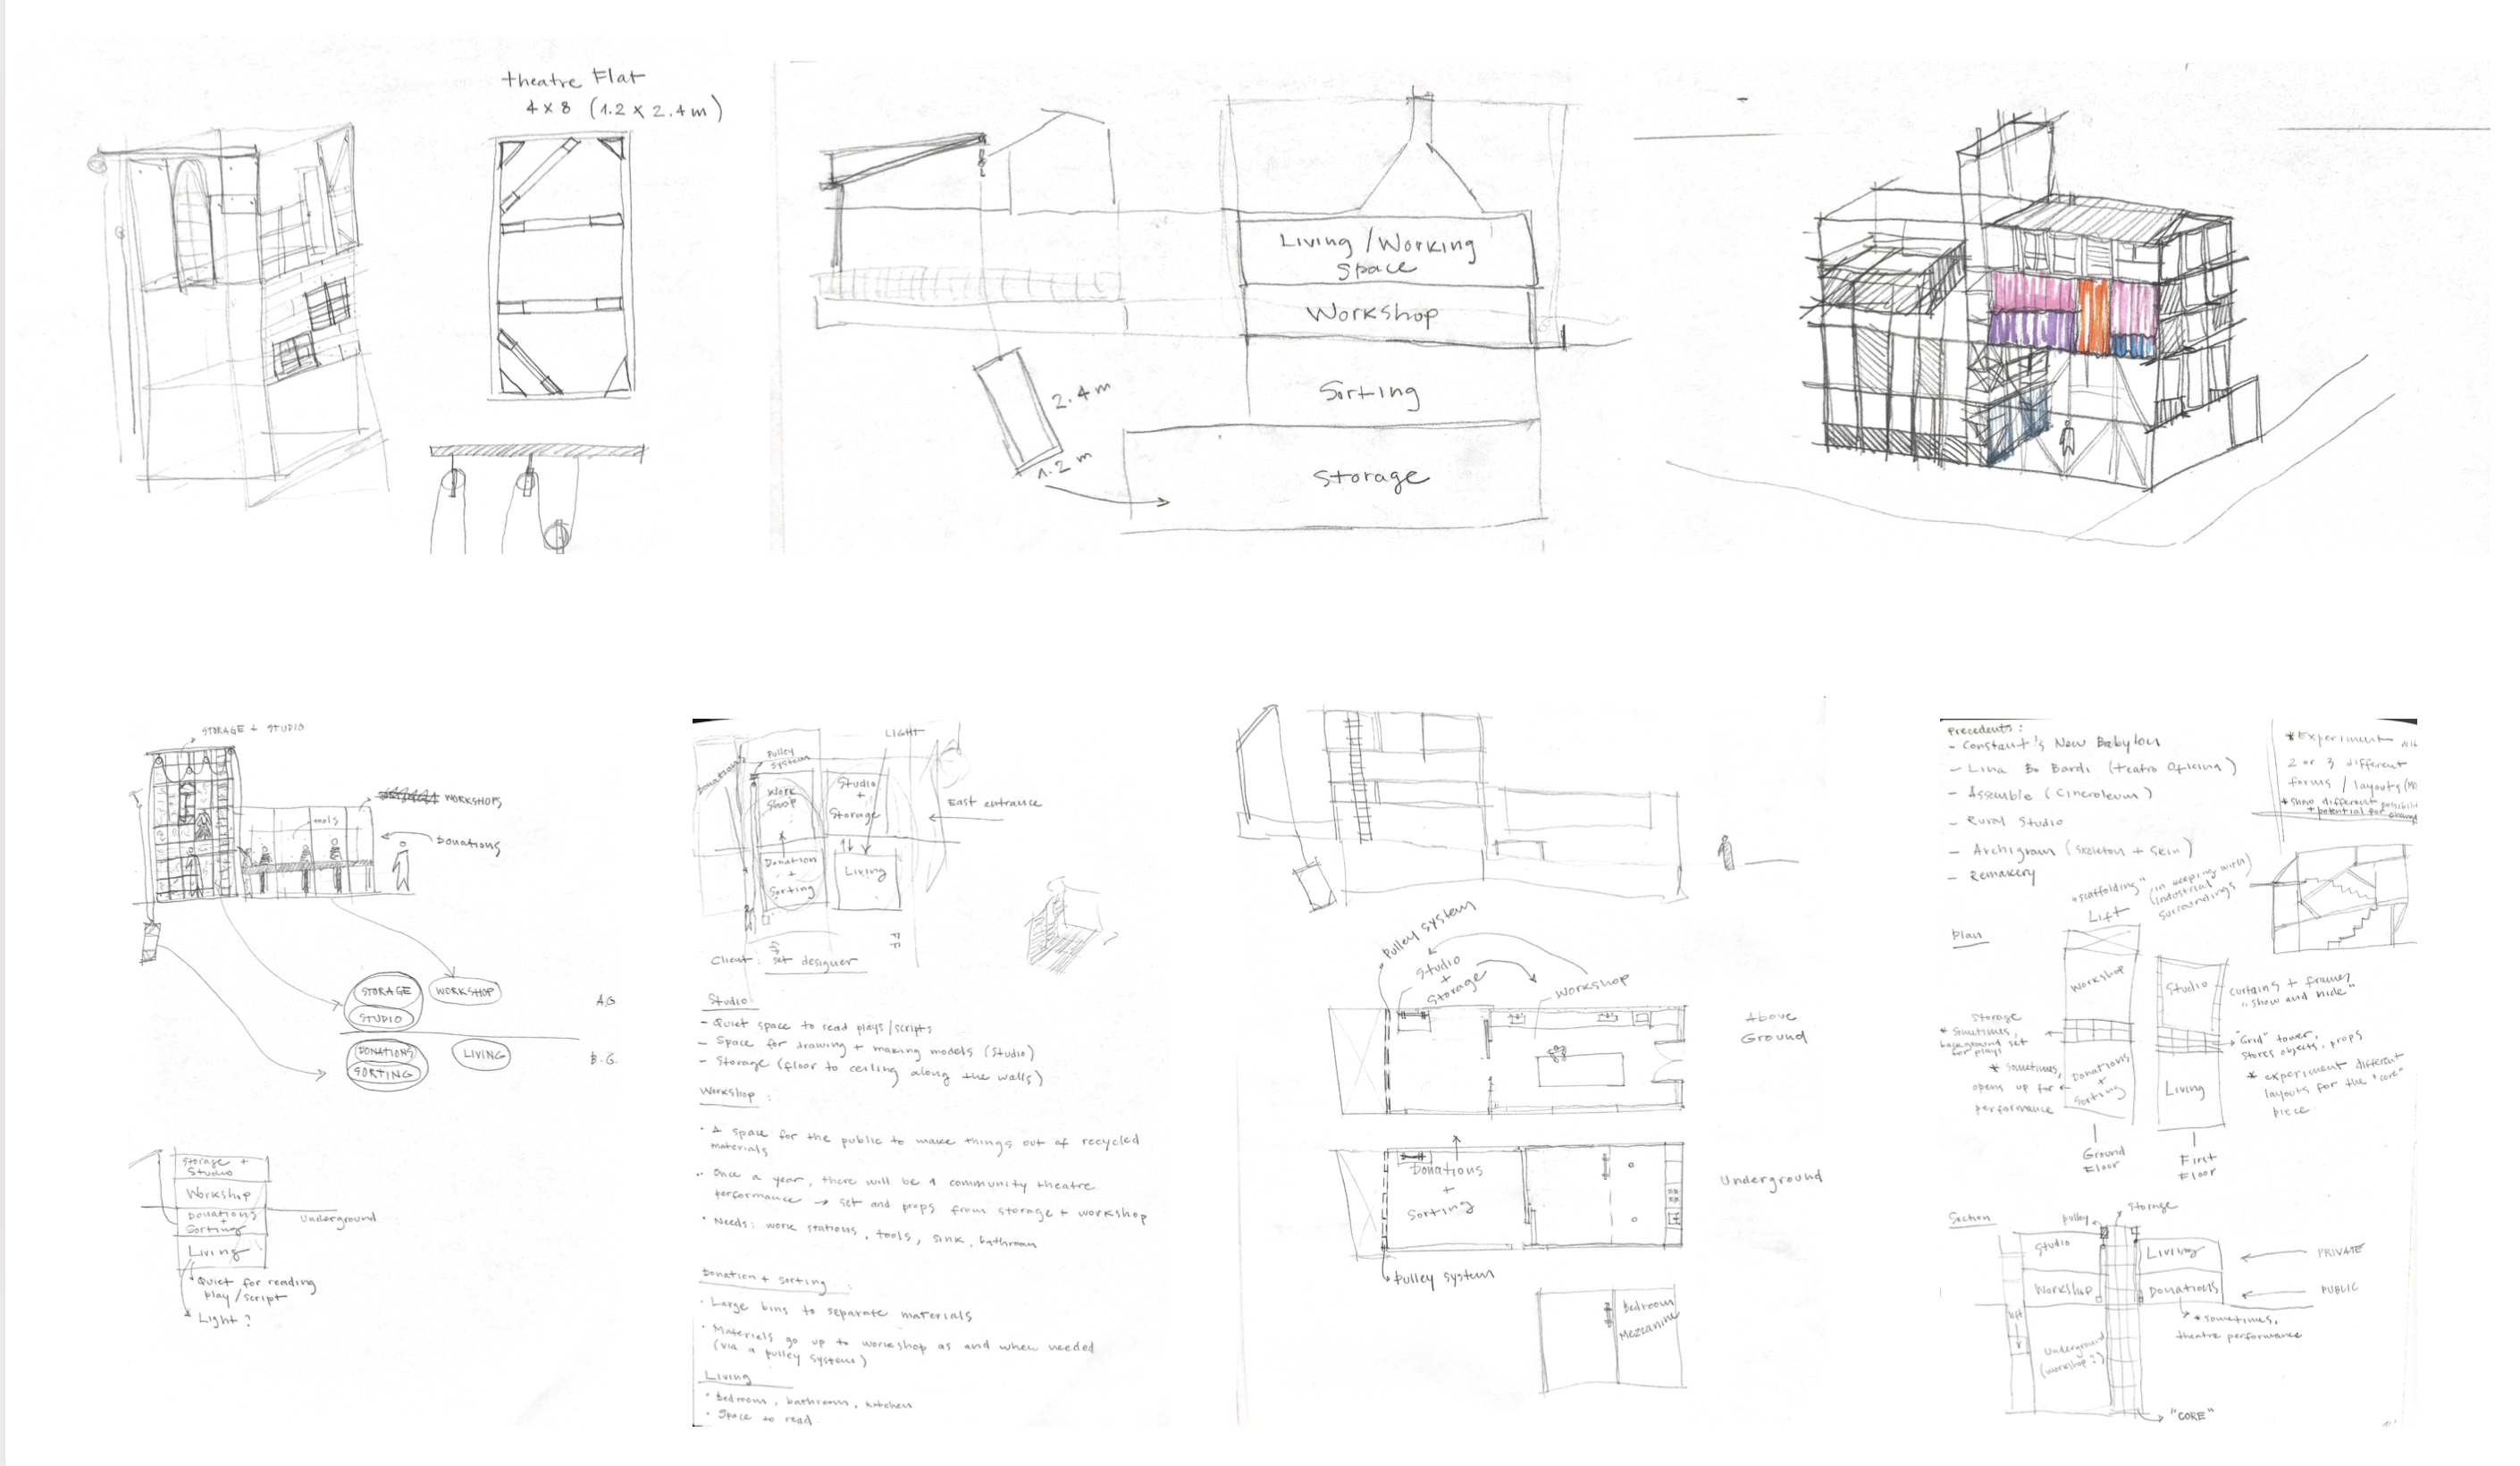 theatre Flat
4 x 8 (1.2 x 2.4 m)
Living / Working
Space
Workshop
Sorting
Storage
2.4 m
1.2 m
STORAGE + STUDIO
WORKSHOPS
tools
Donations
STORAGE
STUDIO
WORKSHOP
A.G
DONATIONS
SORTING
LIVING
B.G.
Storage +
Studio
Workshop
Donations
+
Sorting
Underground
Living
Quiet for reading
play / script
Light ?
LIGHT
Pulley
system
Donations
Work
shop
Studio
+
Storage
East entrance
Donation
+
Sorting
Living
GF
FF
Client : set designer
Studio
- Quiet space to read plays/scripts
- Space for drawing + making models (studio)
- Storage (floor to ceiling along the walls)
Workshop :
• A space for the public to make things out of recycled
materials
• Once a year, there will be a community theatre
performance → set and props from storage + workshop
• Needs: work stations, tools, sink, bathroom
Donation + sorting :
• Large bins to separate materials
• Materials go up to workshop as and when needed
(via a pulley system)
Living
• Bedroom, bathroom, kitchen
• Space to read
Pulley system
Studio
+
Storage
Workshop
Above
Ground
Donations
+
Sorting
Underground
Pulley system
Bedroom
Mezzanine
Precedents :
- Constant's New Babylon
- Lina Bo Bardi (Teatro Oficina)
- Assemble (Cineroleum)
- Rural Studio
- Archigram (skeleton + skin)
- Remakery
* Experiment with
2 or 3 different
forms / layouts
* show different possibili
+ potential for change
"scaffolding"
Lift
(in keeping with
industrial
surroundings
Plan
Workshop
Studio
curtains + frames
"show and hide"
Storage
* sometimes,
background set
for plays
"Grid" tower,
stores objects, props
* sometimes,
opens up for
performance
Donations
+
Sorting
Living
* experiment different
layouts for the "core"
piece
Ground
Floor
First
Floor
Section
pulley
Storage
Studio
Living
PRIVATE
Workshop
Donations
PUBLIC
lift
* sometimes,
theatre performance
Underground
(workshop ?)
"CORE"